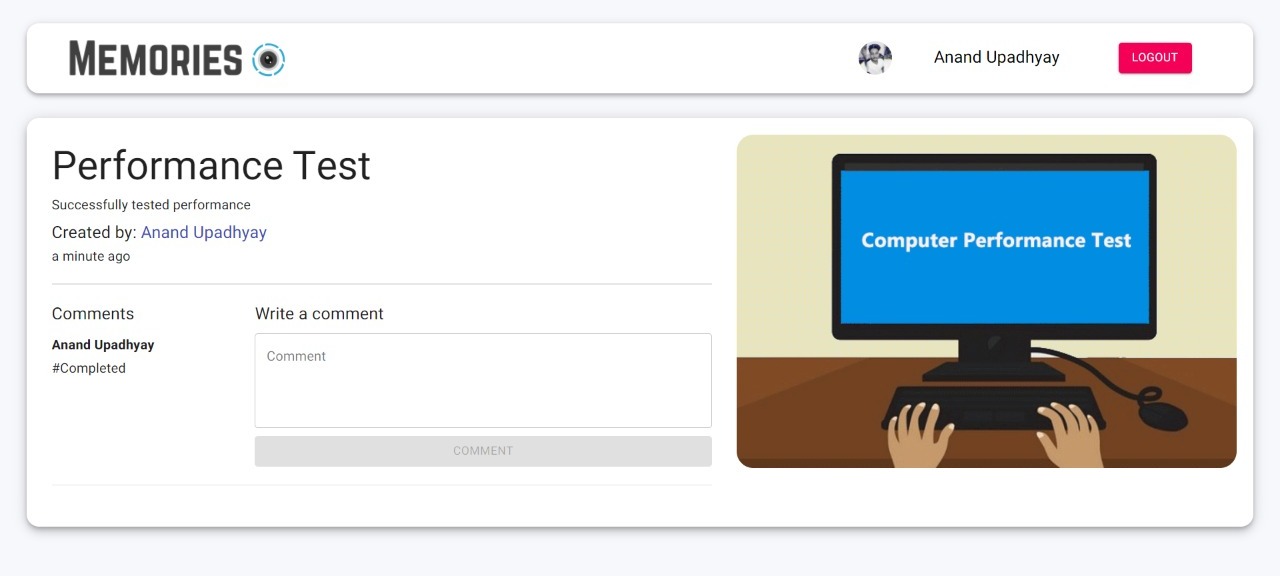 MEMORIES
Anand Upadhyay
LOGOUT
Performance Test
Successfully tested performance
Created by: Anand Upadhyay
a minute ago
Comments
Anand Upadhyay
#Completed
Write a comment
Comment
COMMENT
Computer Performance Test